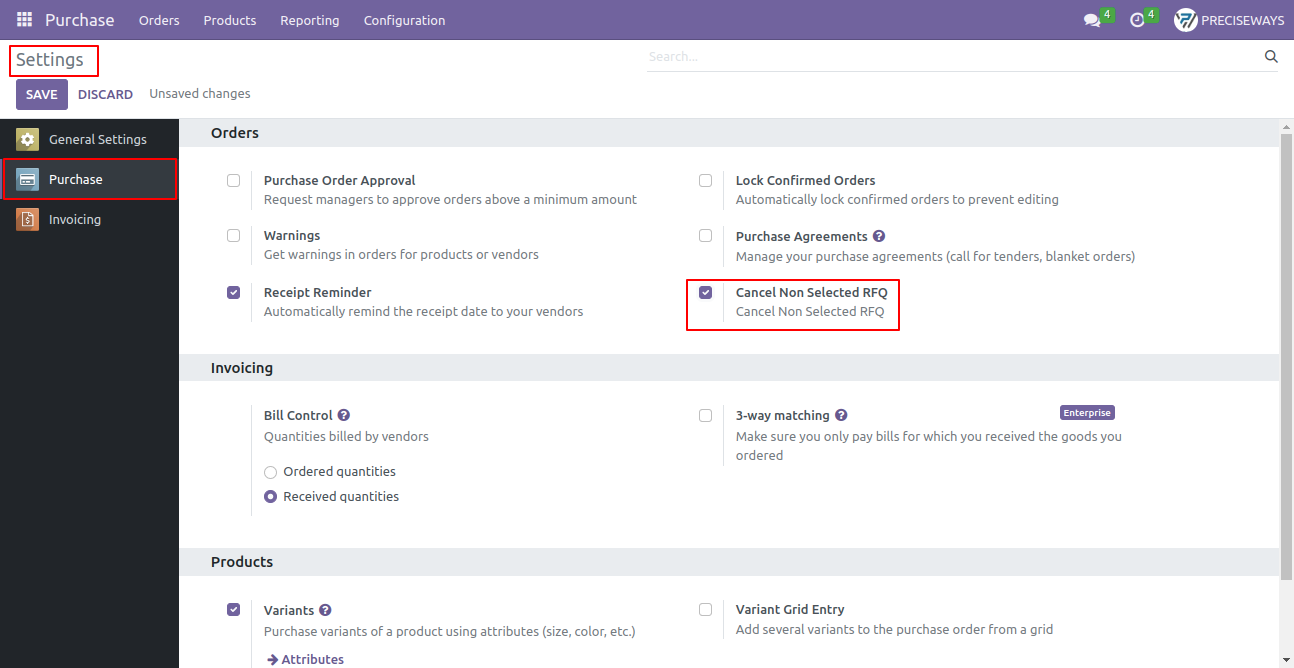 Purchase Orders Products Reporting Configuration 4 4 PRECISEWAYS
Settings Search...
SAVE DISCARD Unsaved changes
General Settings
Purchase
Invoicing
Orders
Purchase Order Approval
Request managers to approve orders above a minimum amount
Lock Confirmed Orders
Automatically lock confirmed orders to prevent editing
Warnings
Get warnings in orders for products or vendors
Purchase Agreements ?
Manage your purchase agreements (call for tenders, blanket orders)
Receipt Reminder
Automatically remind the receipt date to your vendors
Cancel Non Selected RFQ
Cancel Non Selected RFQ
Invoicing
Bill Control ?
Quantities billed by vendors
Ordered quantities
Received quantities
3-way matching ? Enterprise
Make sure you only pay bills for which you received the goods you
ordered
Products
Variants ?
Purchase variants of a product using attributes (size, color, etc.)
Attributes
Variant Grid Entry
Add several variants to the purchase order from a grid